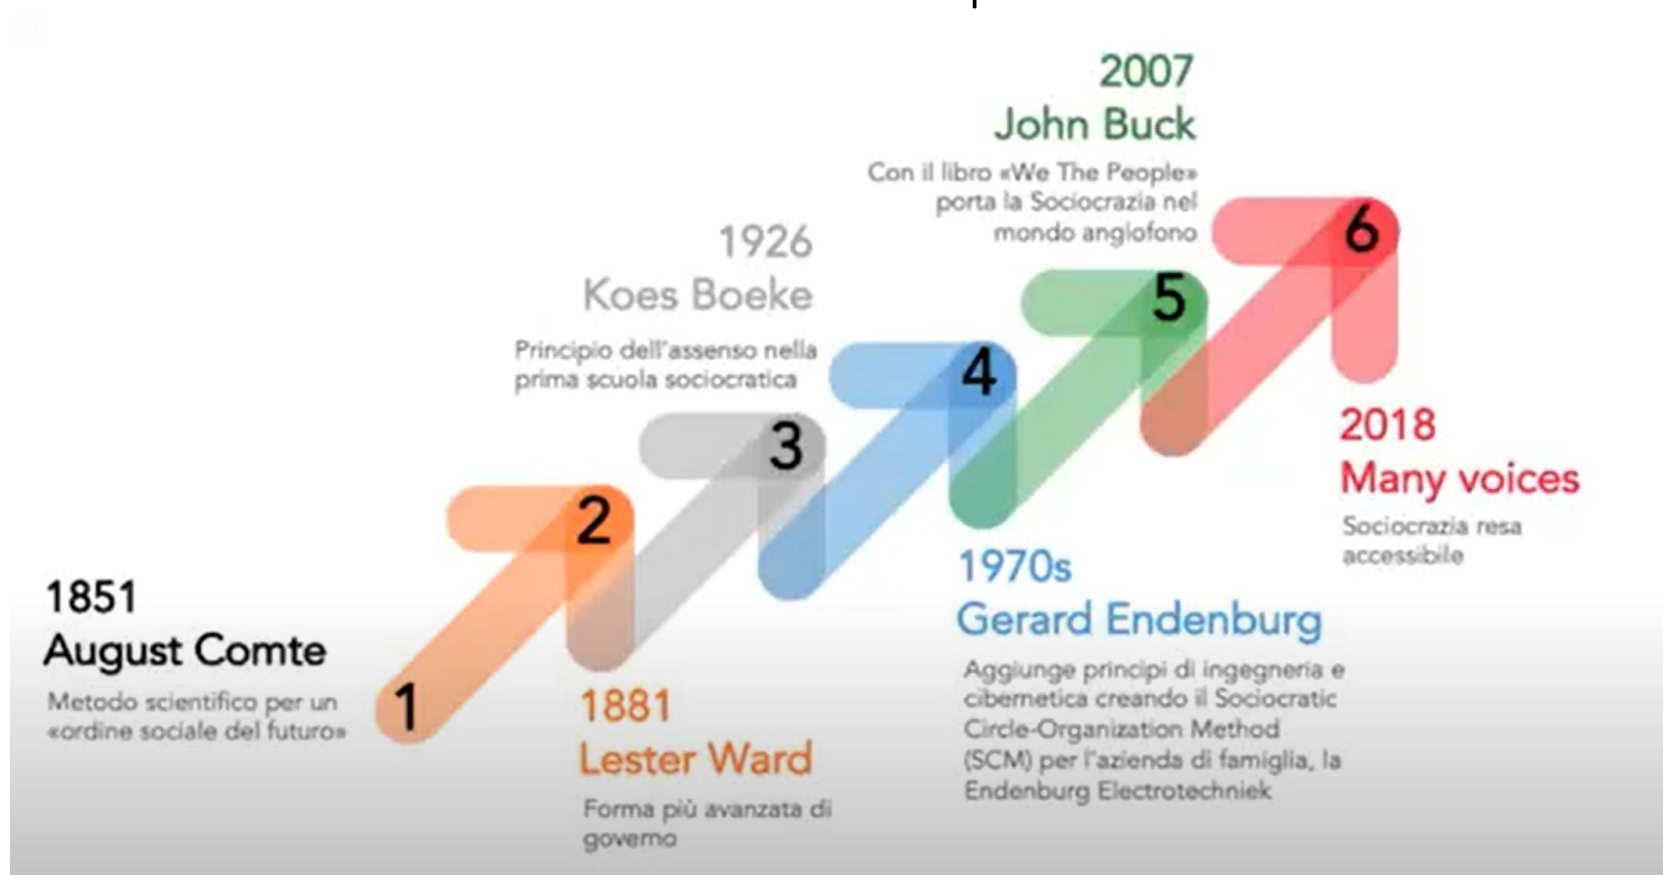 1851
August Comte
Metodo scientifico per un
«ordine sociale del futuro»
1
2
1881
Lester Ward
Forma più avanzata di
governo
1926
Koes Boeke
Principio dell'assenso nella
prima scuola sociocratica
3
4
1970s
Gerard Endenburg
Aggiunge principi di ingegneria e
cibernetica creando il Sociocratic
Circle-Organization Method
(SCM) per l'azienda di famiglia, la
Endenburg Electrotechniek
2007
John Buck
Con il libro «We The People»
porta la Sociocrazia nel
mondo anglofono
5
6
2018
Many voices
Sociocrazia resa
accessibile